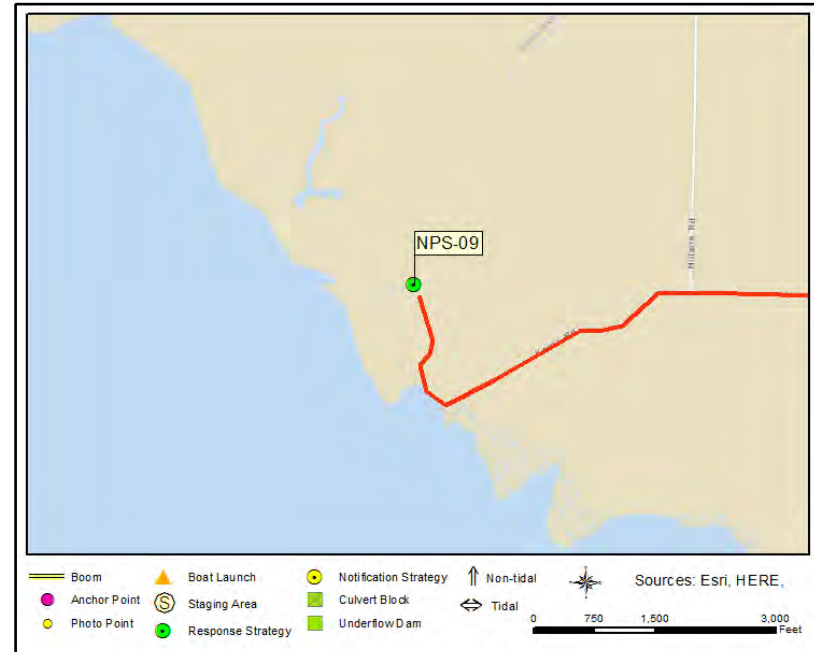 NPS-09
Hillaire Rd
Boom
Anchor Point
Photo Point
Boat Launch
S Staging Area
Response Strategy
Notification Strategy
Culvert Block
Underflow Dam
Non-tidal
Tidal
Sources: Esri, HERE,
0 750 1,500 3,000
Feet